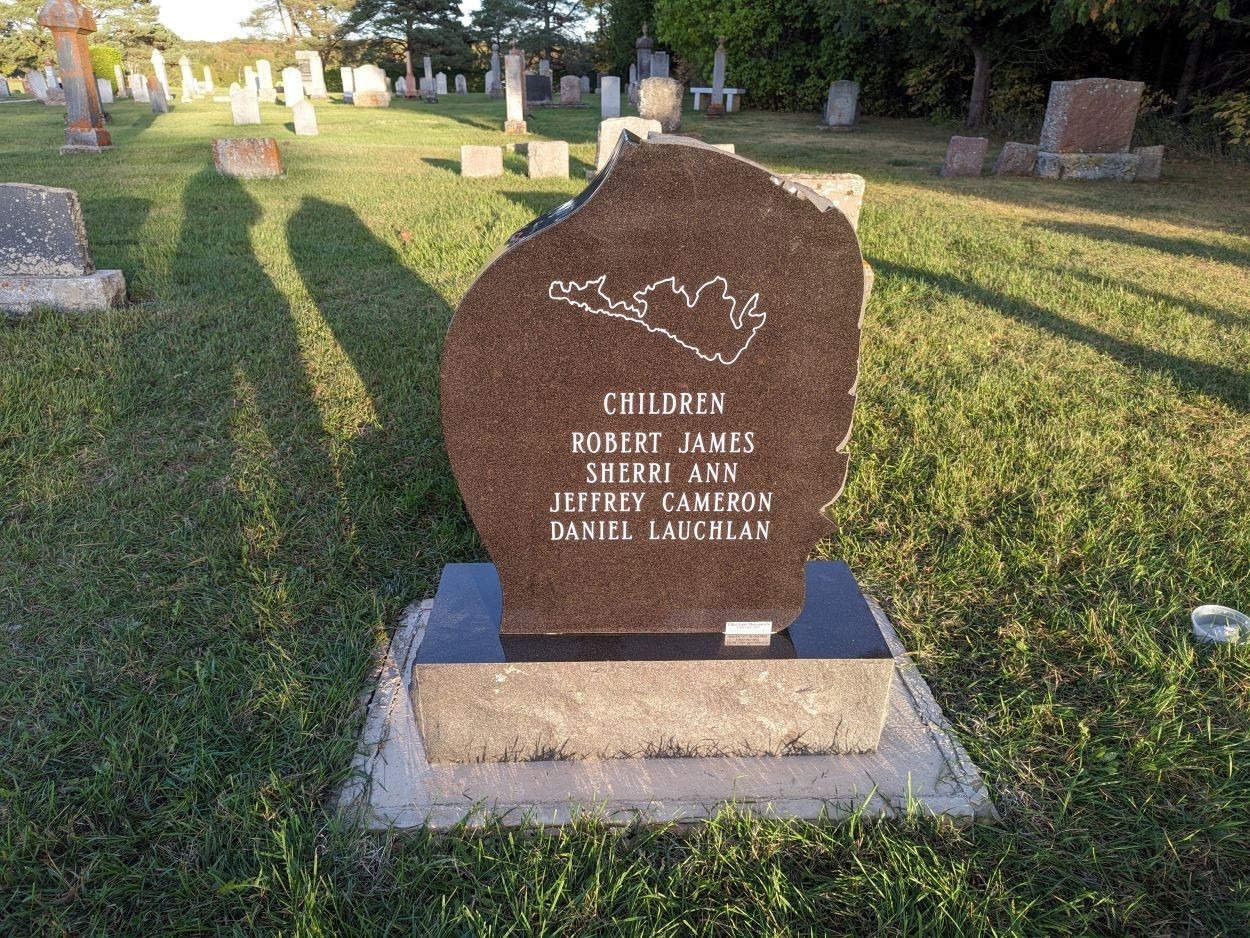 CHILDREN
ROBERT JAMES
SHERRI ANN
JEFFREY CAMERON
DANIEL LAUCHLAN